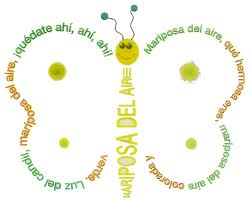 Mariposa del aire,
qué hermosa eres,
mariposa del aire
colorada y
verde,
Luz del candil,
mariposa del aire,
¡quédate ahí, ahí, ahí!
MARIPOSA DEL AIRE